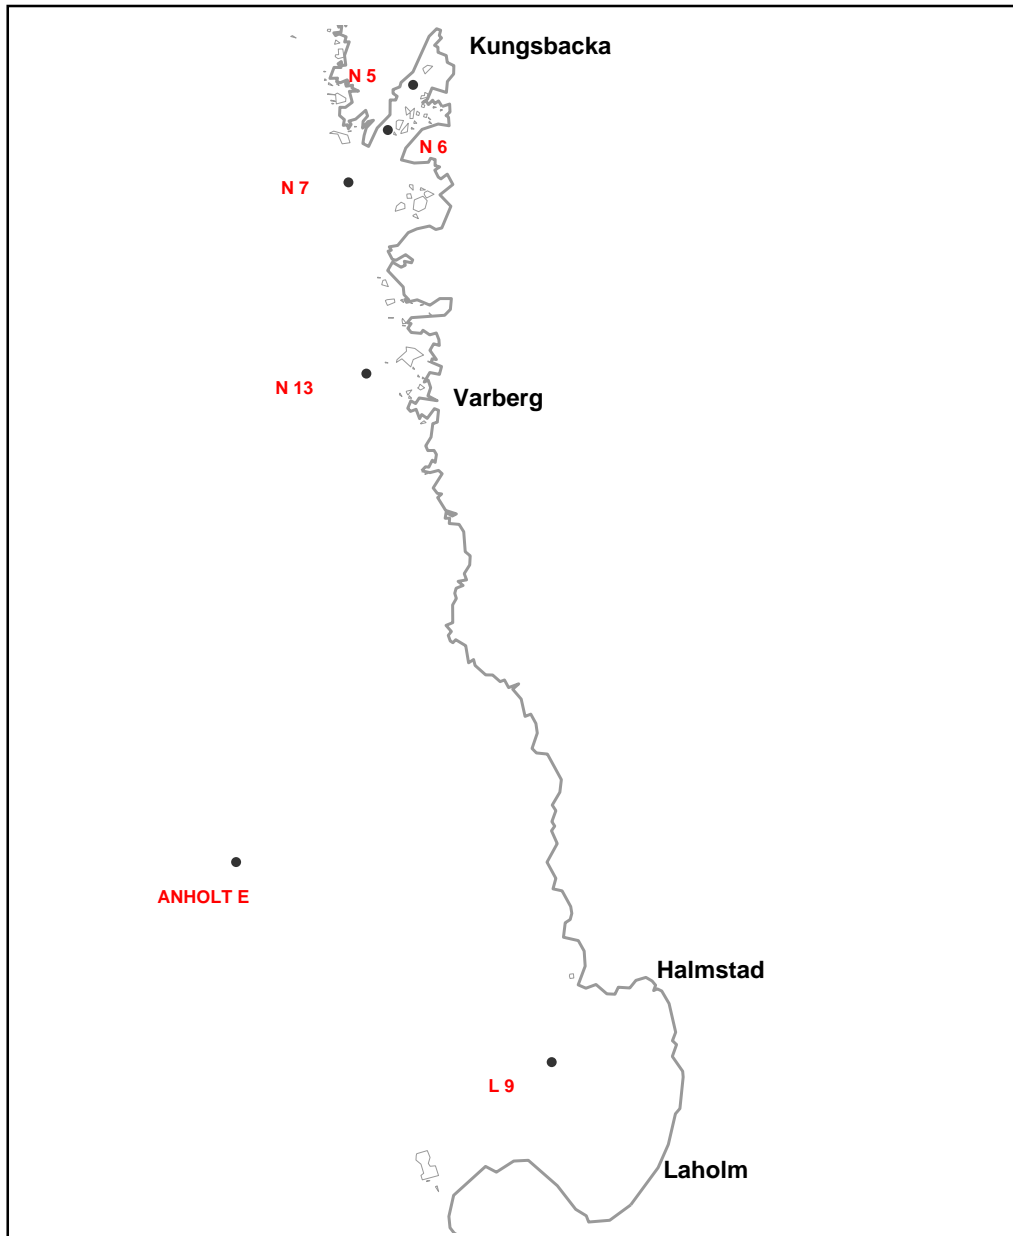 Kungsbacka
N 5
N 6
N 7
N 13
Varberg
ANHOLT E
Halmstad
L 9
Laholm